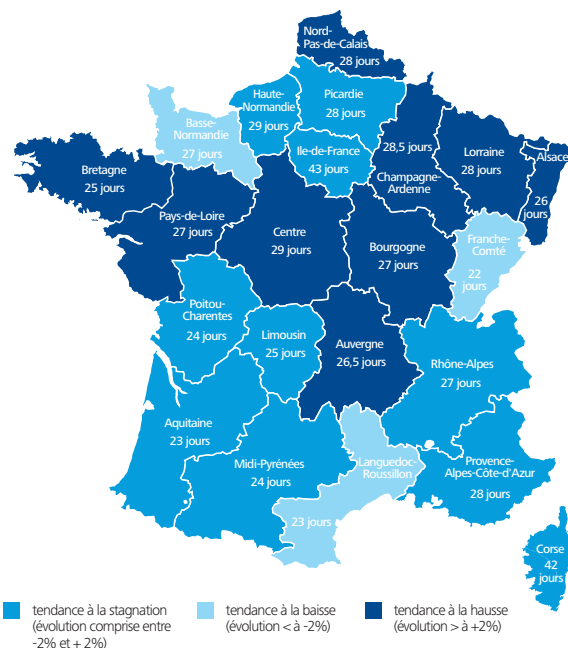 Nord-
Pas-de-Calais
28 jours
Haute-
Normandie
29 jours
Picardie
28 jours
Basse-
Normandie
27 jours
Ile-de-France
43 jours
28,5 jours
Champagne-
Ardenne
Lorraine
28 jours
Alsace
26
jours
Bretagne
25 jours
Pays-de-Loire
27 jours
Centre
29 jours
Bourgogne
27 jours
Franche-
Comté
22
jours
Poitou-
Charentes
24 jours
Limousin
25 jours
Auvergne
26,5 jours
Rhône-Alpes
27 jours
Aquitaine
23 jours
Midi-Pyrénées
24 jours
Languedoc-
Roussillon
23 jours
Provence-
Alpes-Côte-d'Azur
28 jours
Corse
42
jours
tendance à la stagnation
(évolution comprise entre
-2% et + 2%)
tendance à la baisse
(évolution < à -2%)
tendance à la hausse
(évolution > à +2%)